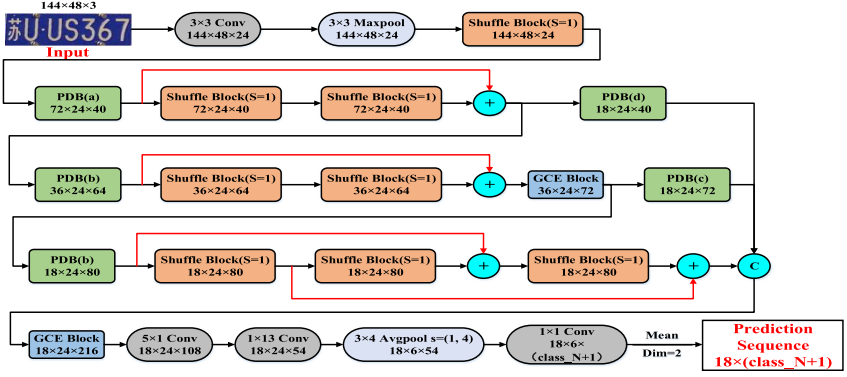 144×48×3
苏U·US367
Input
3×3 Conv
144×48×24
3×3 Maxpool
144×48×24
Shuffle Block(S=1)
144×48×24
PDB(a)
72×24×40
Shuffle Block(S=1)
72×24×40
Shuffle Block(S=1)
72×24×40
+
PDB(d)
18×24×40
PDB(b)
36×24×64
Shuffle Block(S=1)
36×24×64
Shuffle Block(S=1)
36×24×64
+
GCE Block
36×24×72
PDB(c)
18×24×72
PDB(b)
18×24×80
Shuffle Block(S=1)
18×24×80
Shuffle Block(S=1)
18×24×80
+
Shuffle Block(S=1)
18×24×80
+
C
GCE Block
18×24×216
5×1 Conv
18×24×108
1×13 Conv
18×24×54
3×4 Avgpool s=(1, 4)
18×6×54
1×1 Conv
18×6×
(class_N+1)
Mean
Dim=2
Prediction
Sequence
18×(class_N+1)